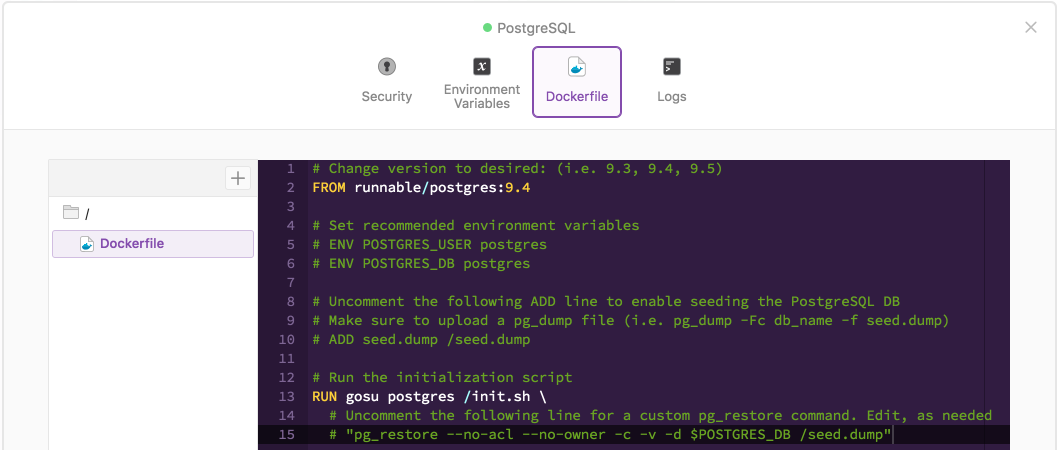 PostgreSQL
Security
Environment
Variables
Dockerfile
Logs
/
Dockerfile
1 # Change version to desired: (i.e. 9.3, 9.4, 9.5)
2 FROM runnable/postgres:9.4
3
4 # Set recommended environment variables
5 # ENV POSTGRES_USER postgres
6 # ENV POSTGRES_DB postgres
7
8 # Uncomment the following ADD line to enable seeding the PostgreSQL DB
9 # Make sure to upload a pg_dump file (i.e. pg_dump -Fc db_name -f seed.dump)
10 # ADD seed.dump /seed.dump
11
12 # Run the initialization script
13 RUN gosu postgres /init.sh \
14   # Uncomment the following line for a custom pg_restore command. Edit, as needed
15   # "pg_restore --no-acl --no-owner -c -v -d $POSTGRES_DB /seed.dump"